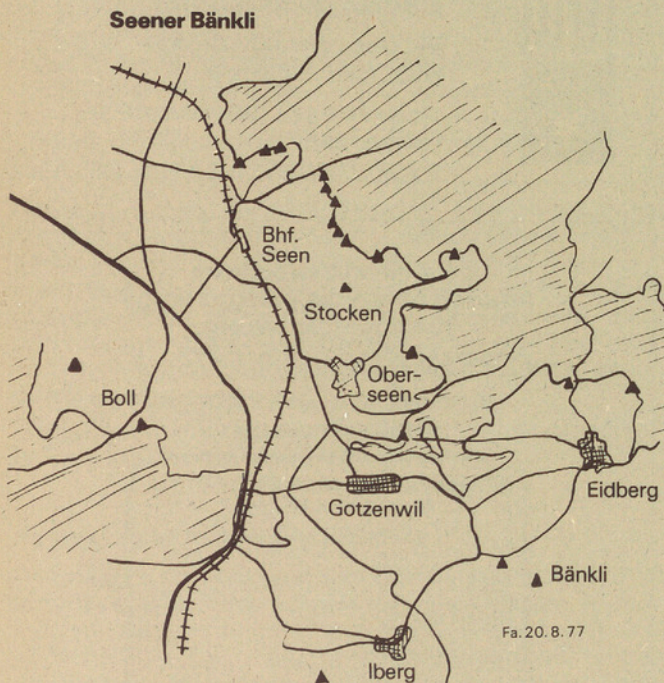 Seener Bänkli
Bhf.
Seen
Stocken
Ober-
seen
Boll
Eidberg
Gotzenwil
Bänkli
Fa. 20. 8. 77
Iberg